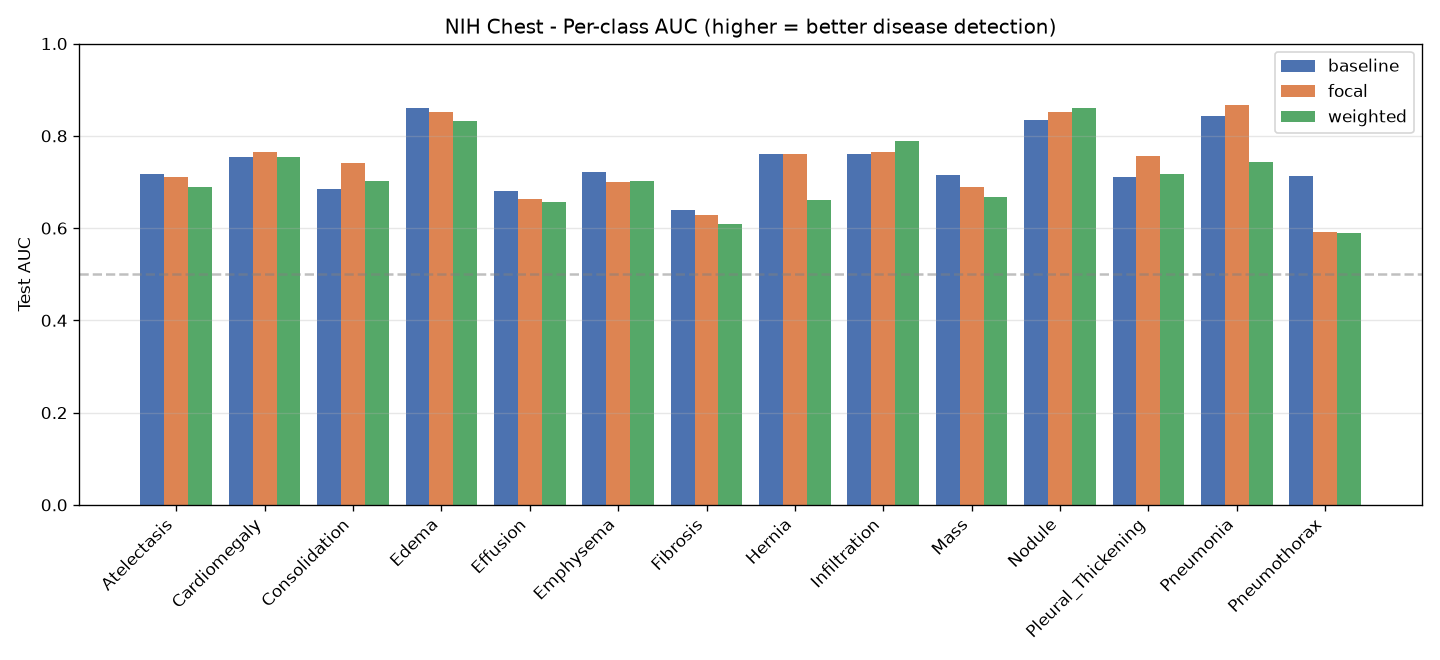 NIH Chest - Per-class AUC (higher = better disease detection)
baseline
focal
weighted
Test AUC
1.0
0.8
0.6
0.4
0.2
0.0
Atelectasis
Cardiomegaly
Consolidation
Edema
Effusion
Emphysema
Fibrosis
Hernia
Infiltration
Mass
Nodule
Pleural_Thickening
Pneumonia
Pneumothorax